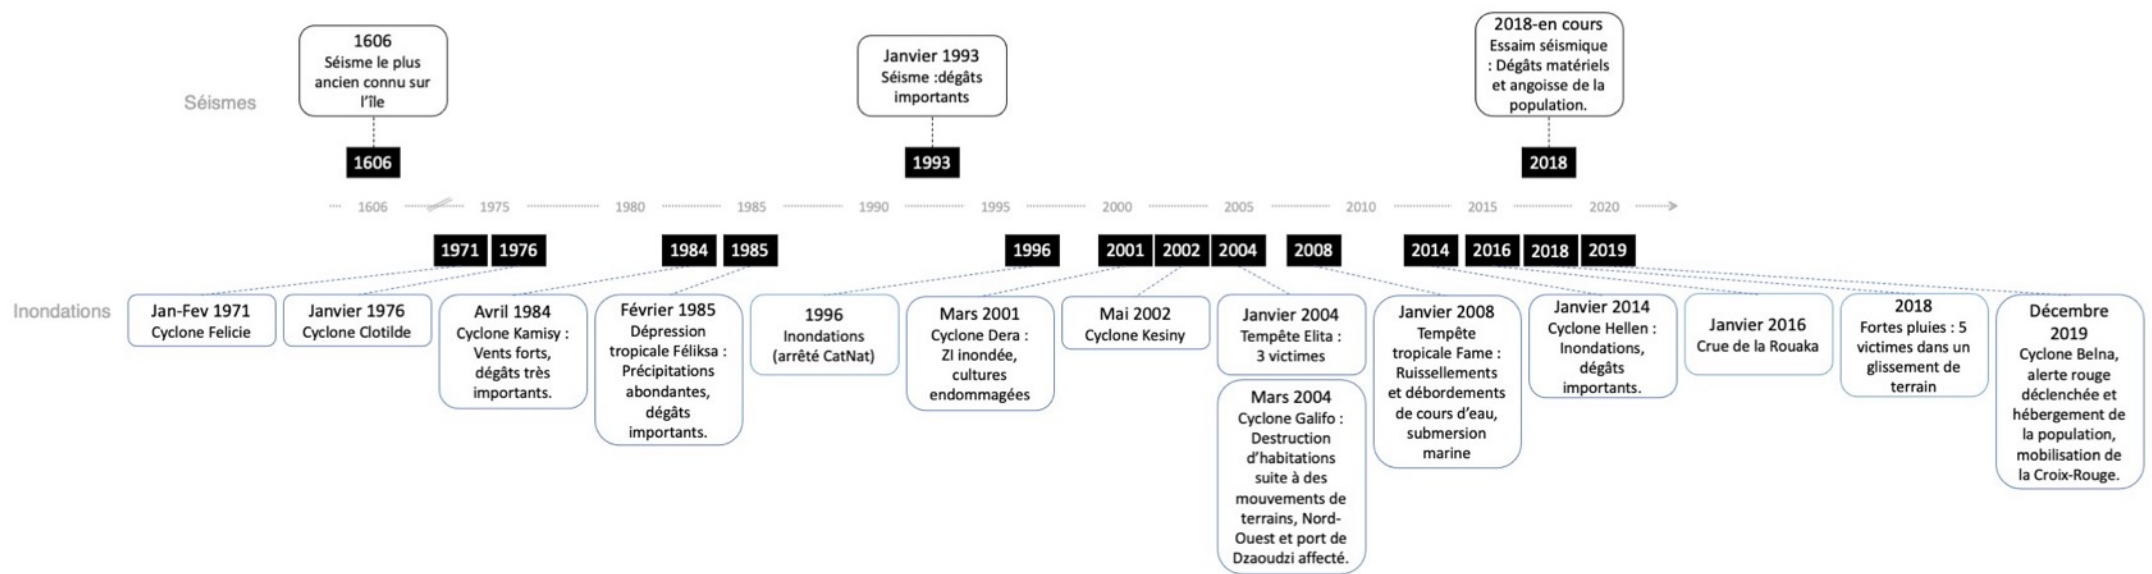 1606
Séisme le plus
ancien connu sur
l'île
Janvier 1993
Séisme :dégâts
importants
2018-en cours
Essaim séismique
: Dégâts matériels
et angoisse de la
population.
Séismes
1606
1993
2018
1606
1975
1980
1985
1990
1995
2000
2005
2010
2015
2020
1971
1976
1984
1985
1996
2001
2002
2004
2008
2014
2016
2018
2019
Inondations
Jan-Fev 1971
Cyclone Felicie
Janvier 1976
Cyclone Clotilde
Avril 1984
Cyclone Kamisy :
Vents forts,
dégâts très
importants.
Février 1985
Dépression
tropicale Féliksa :
Précipitations
abondantes,
dégâts
importants.
1996
Inondations
(arrêté CatNat)
Mars 2001
Cyclone Dera :
ZI inondée,
cultures
endommagées
Mai 2002
Cyclone Kesiny
Janvier 2004
Tempête Elita :
3 victimes
Mars 2004
Cyclone Galifo :
Destruction
d'habitations
suite à des
mouvements de
terrains, Nord-
Ouest et port de
Dzaoudzi affecté.
Janvier 2008
Tempête
tropicale Fame :
Ruissellements
et débordements
de cours d'eau,
submersion
marine
Janvier 2014
Cyclone Hellen :
Inondations,
dégâts
importants.
Janvier 2016
Crue de la Rouaka
2018
Fortes pluies : 5
victimes dans un
glissement de
terrain
Décembre
2019
Cyclone Belna,
alerte rouge
déclenchée et
hébergement de
la population,
mobilisation de
la Croix-Rouge.